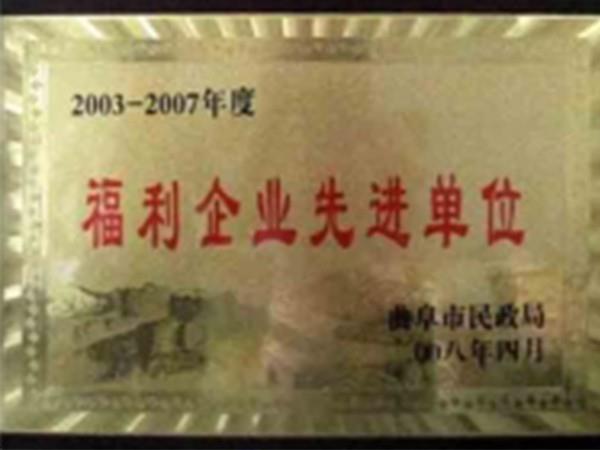 2003-2007年度
福利企业先进单位
曲阜市民政局
八年四月